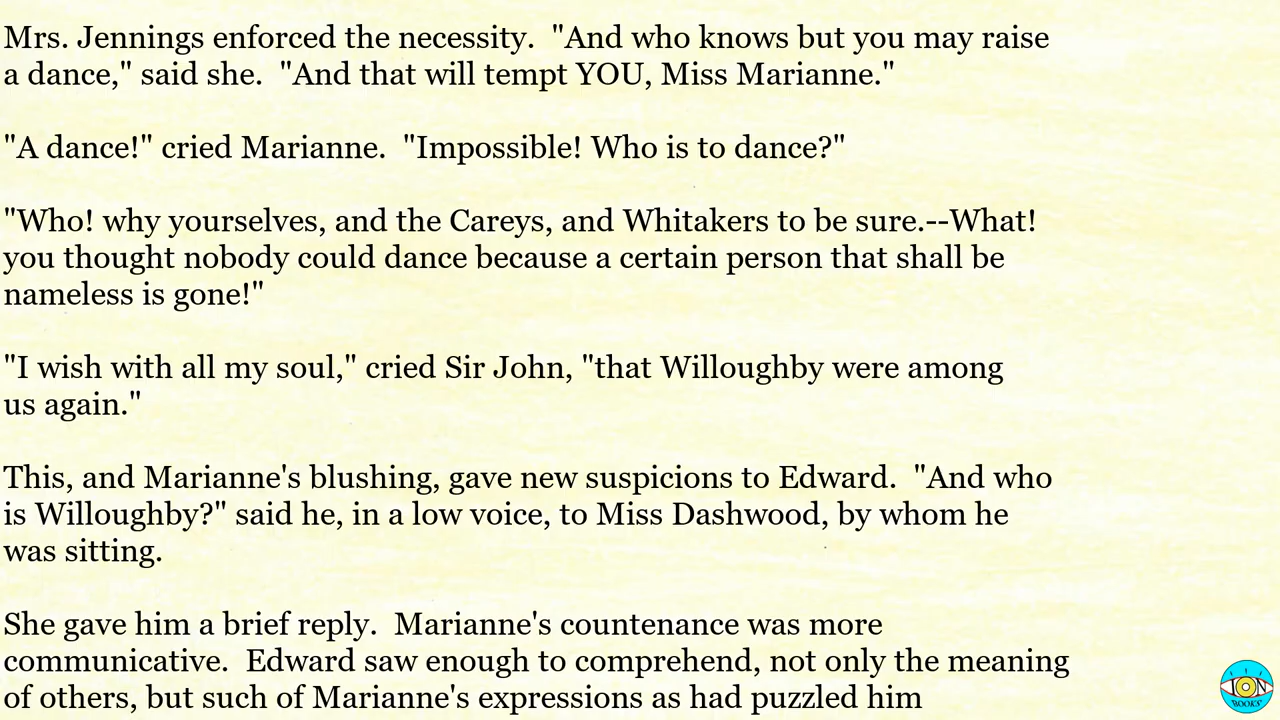 Mrs. Jennings enforced the necessity.  "And who knows but you may raise
a dance," said she.  "And that will tempt YOU, Miss Marianne."
"A dance!" cried Marianne.  "Impossible! Who is to dance?"
"Who! why yourselves, and the Careys, and Whitakers to be sure.--What!
you thought nobody could dance because a certain person that shall be
nameless is gone!"
"I wish with all my soul," cried Sir John, "that Willoughby were among
us again."
This, and Marianne's blushing, gave new suspicions to Edward.  "And who
is Willoughby?" said he, in a low voice, to Miss Dashwood, by whom he
was sitting.
She gave him a brief reply.  Marianne's countenance was more
communicative.  Edward saw enough to comprehend, not only the meaning
of others, but such of Marianne's expressions as had puzzled him
ION
BOOKS